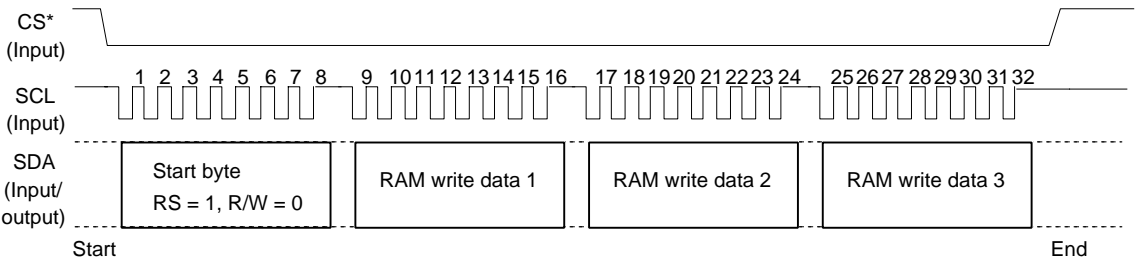 CS*
(Input)
1 2 3 4 5 6 7 8 9 10 11 12 13 14 15 16 17 18 19 20 21 22 23 24 25 26 27 28 29 30 31 32
SCL
(Input)
SDA
(Input/
output)
Start byte
RS = 1, R/W = 0
RAM write data 1
RAM write data 2
RAM write data 3
Start
End